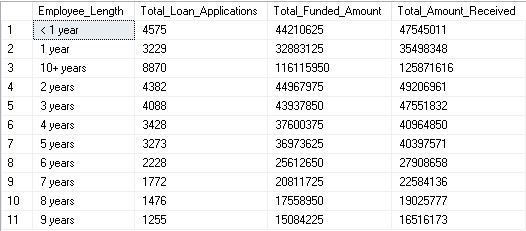 Employee_Length Total_Loan_Applications Total_Funded_Amount Total_Amount_Received
1 < 1 year 4575 44210625 47545011
2 1 year 3229 32883125 35498348
3 10+ years 8870 116115950 125871616
4 2 years 4382 44967975 49206961
5 3 years 4088 43937850 47551832
6 4 years 3428 37600375 40964850
7 5 years 3273 36973625 40397571
8 6 years 2228 25612650 27908658
9 7 years 1772 20811725 22584136
10 8 years 1476 17558950 19025777
11 9 years 1255 15084225 16516173